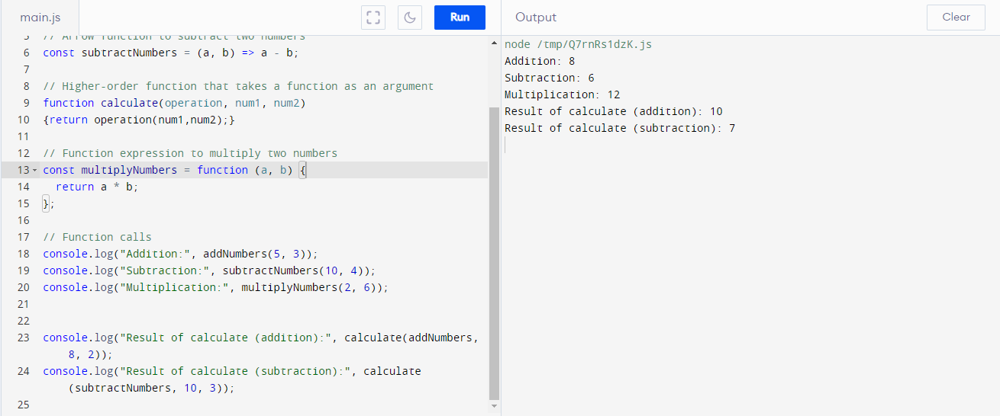 main.js
Run
Output
Clear
5 // Arrow function to subtract two numbers
6 const subtractNumbers = (a, b) => a - b;
7
8 // Higher-order function that takes a function as an argument
9 function calculate(operation, num1, num2)
10 {return operation(num1,num2);}
11
12 // Function expression to multiply two numbers
13 const multiplyNumbers = function (a, b) {
14 return a * b;
15 };
16
17 // Function calls
18 console.log("Addition:", addNumbers(5, 3));
19 console.log("Subtraction:", subtractNumbers(10, 4));
20 console.log("Multiplication:", multiplyNumbers(2, 6));
21
22
23 console.log("Result of calculate (addition):", calculate(addNumbers,
8, 2));
24 console.log("Result of calculate (subtraction):", calculate
(subtractNumbers, 10, 3));
25
node /tmp/Q7rnRs1dzK.js
Addition: 8
Subtraction: 6
Multiplication: 12
Result of calculate (addition): 10
Result of calculate (subtraction): 7